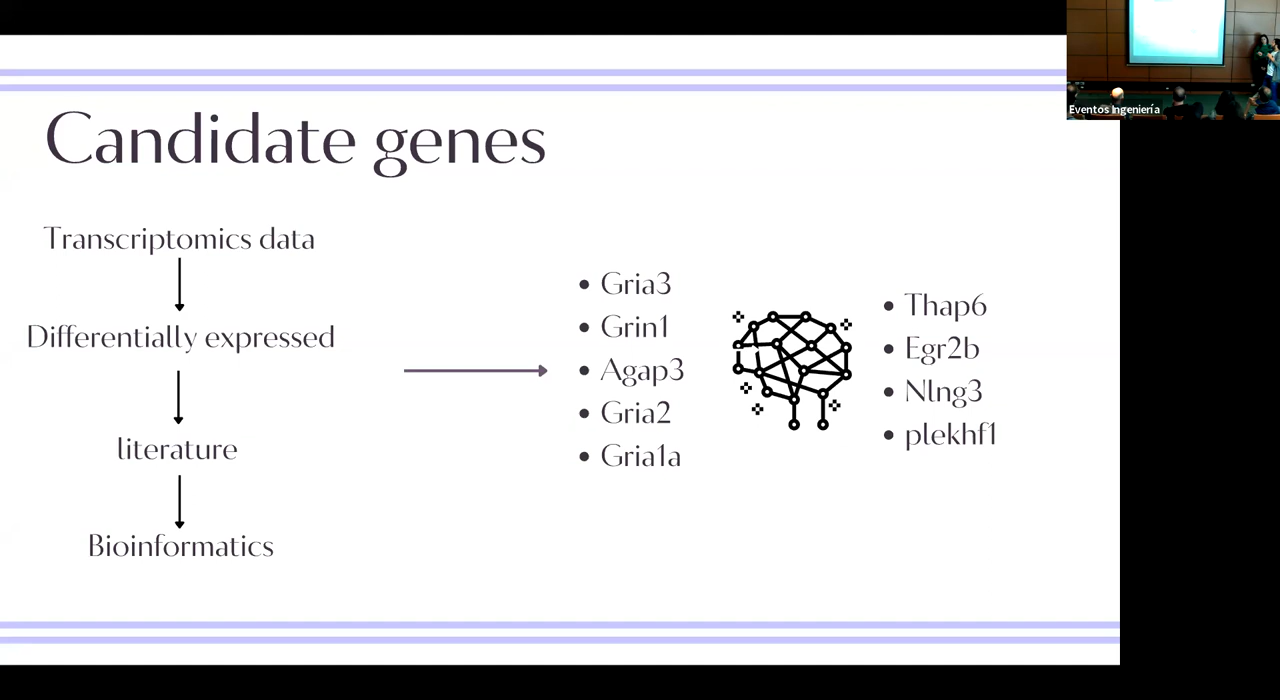 Candidate genes
Transcriptomics data
Differentially expressed
literature
Bioinformatics
• Gria3
• Grin1
• Agap3
• Gria2
• Gria1a
• Thap6
• Egr2b
• Nlng3
• plekhf1
Eventos Ingeniería